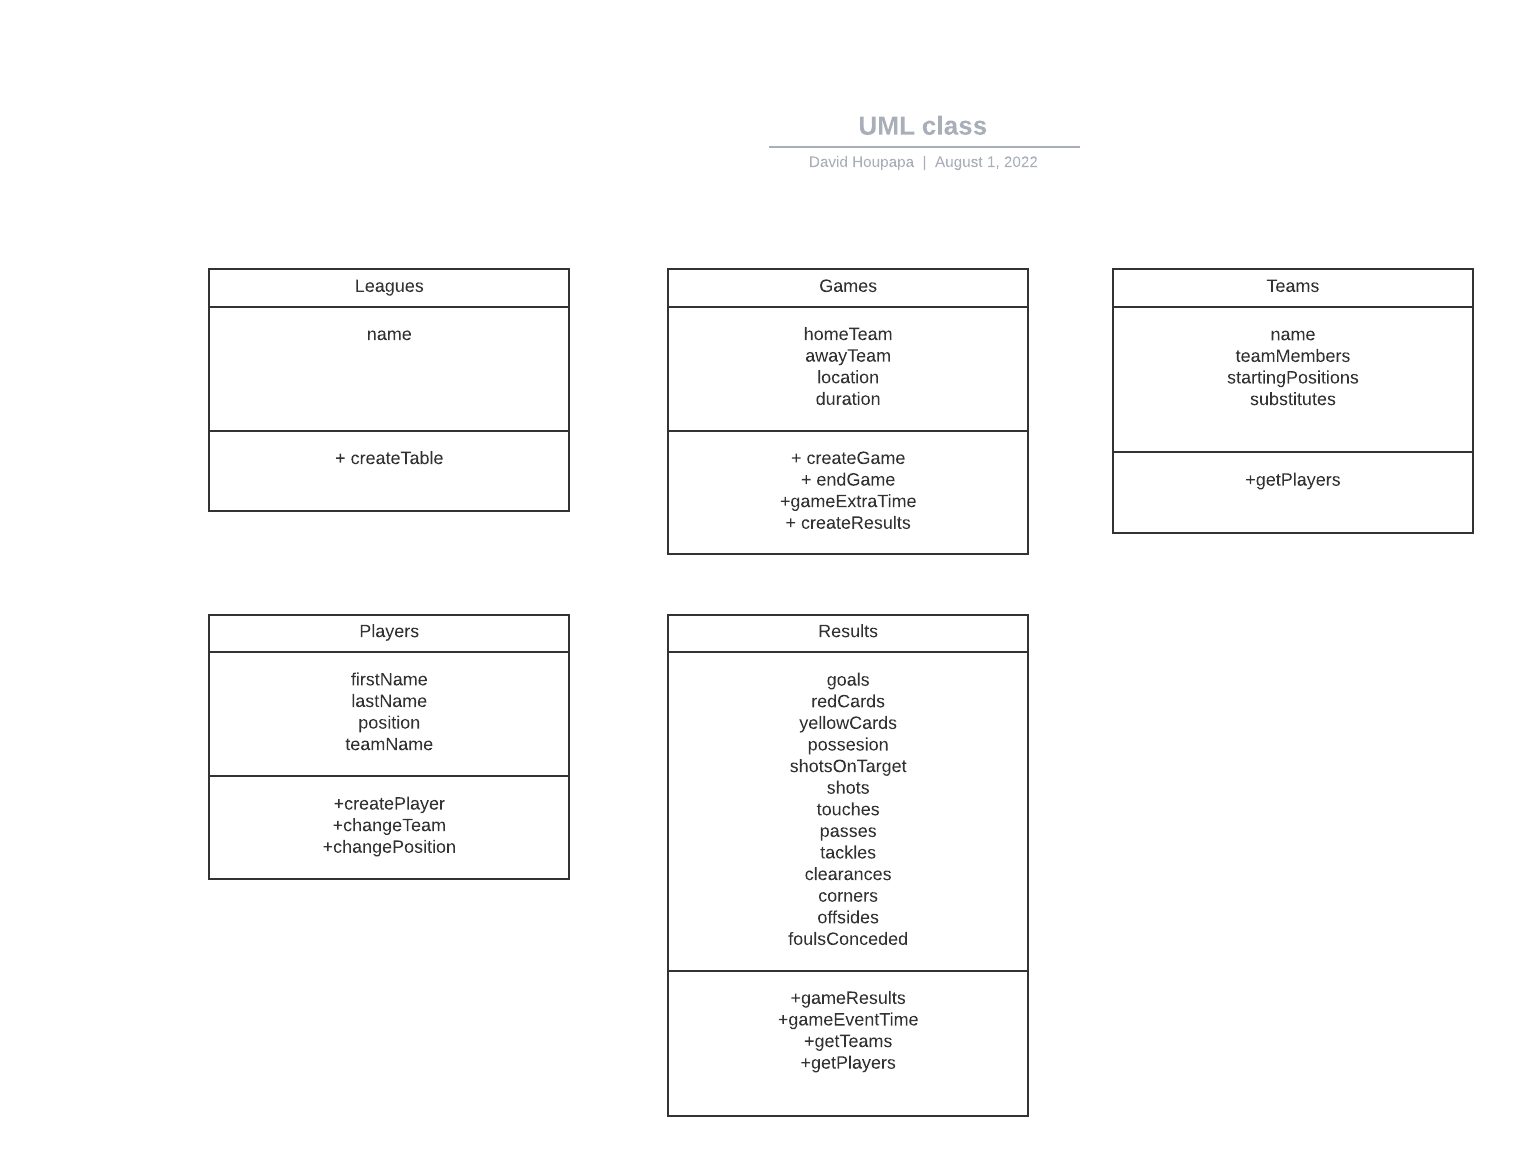 UML class
David Houpapa | August 1, 2022
Leagues
name
+ createTable
Games
homeTeam
awayTeam
location
duration
+ createGame
+ endGame
+gameExtraTime
+ createResults
Teams
name
teamMembers
startingPositions
substitutes
+getPlayers
Players
firstName
lastName
position
teamName
+createPlayer
+changeTeam
+changePosition
Results
goals
redCards
yellowCards
possesion
shotsOnTarget
shots
touches
passes
tackles
clearances
corners
offsides
foulsConceded
+gameResults
+gameEventTime
+getTeams
+getPlayers